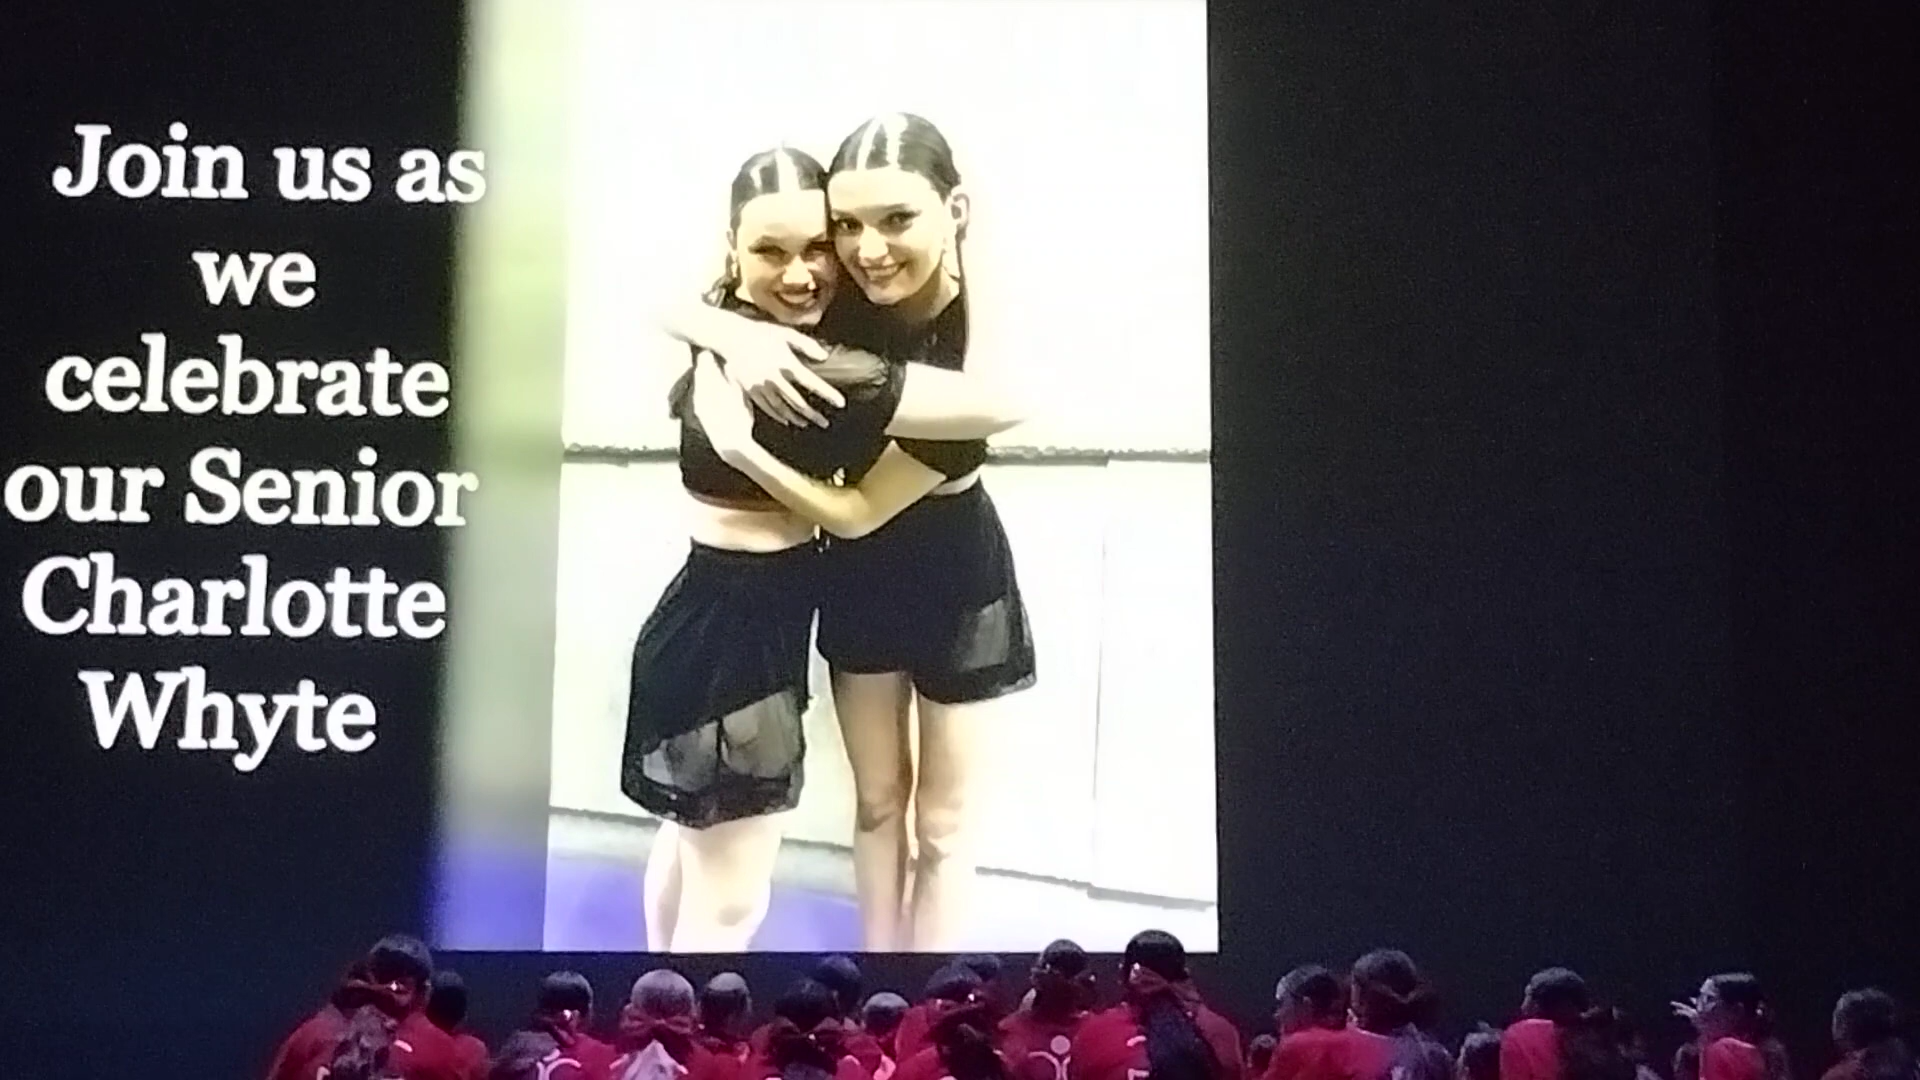 Join us as
we
celebrate
our Senior
Charlotte
Whyte